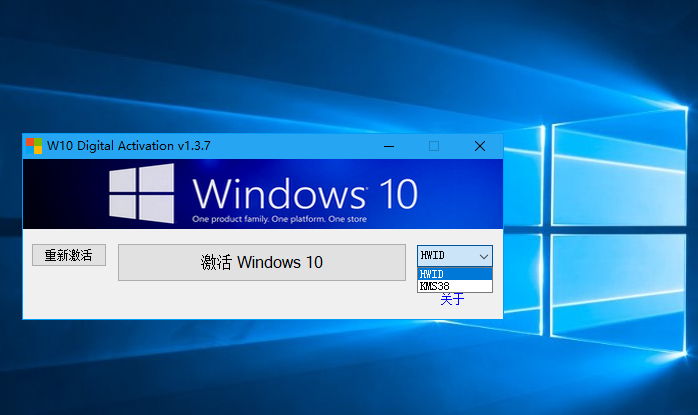 W10 Digital Activation v1.3.7
Windows 10
One product family. One platform. One store
重新激活
激活 Windows 10
HWID
HWID
KMS38
关于